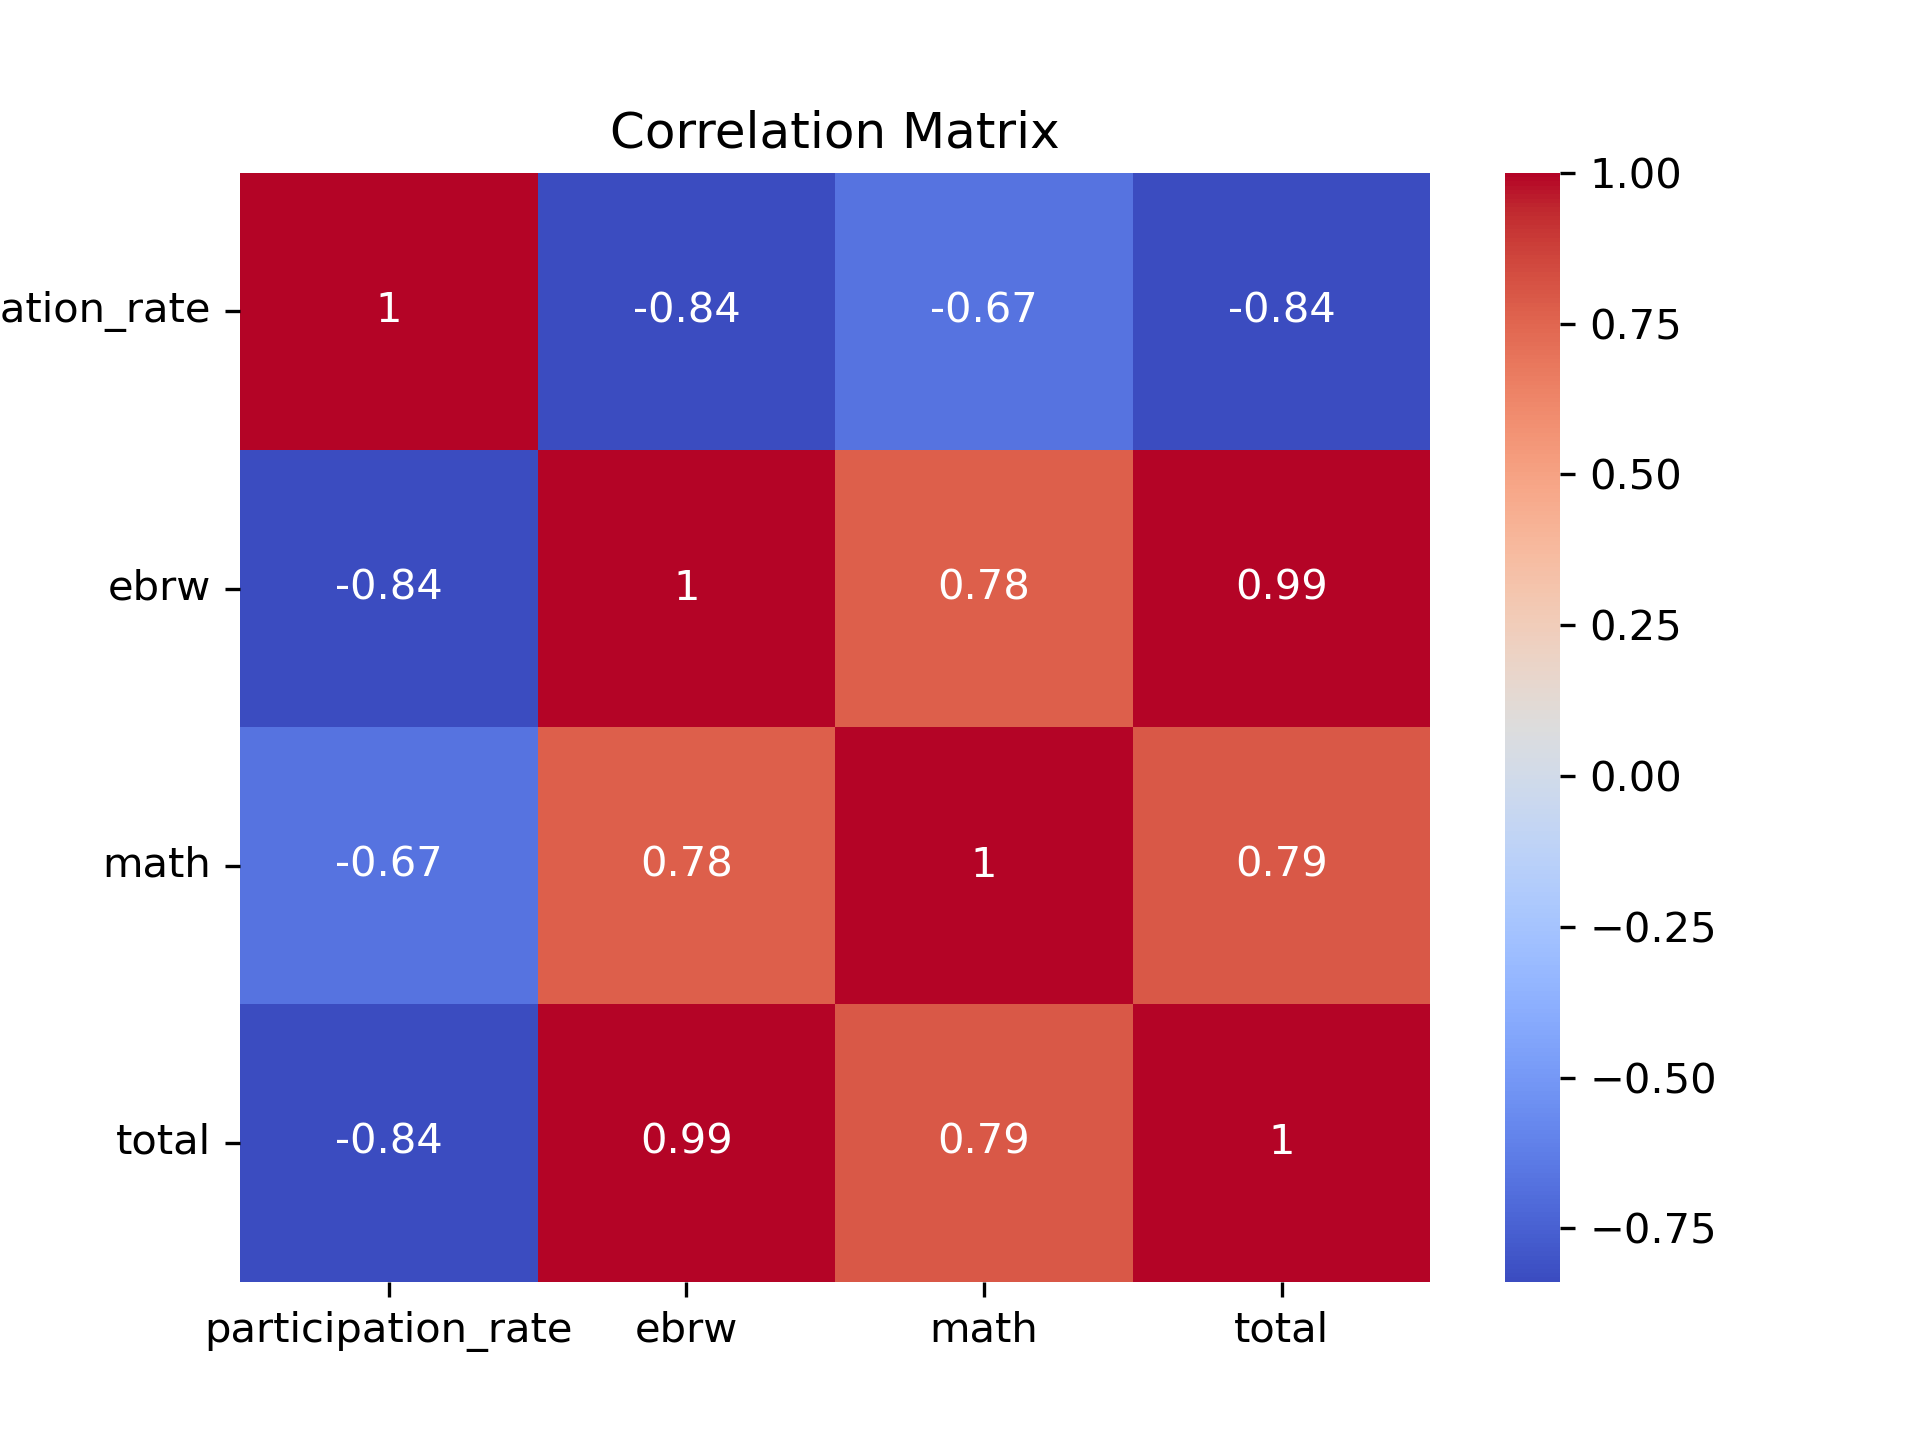 Correlation Matrix
ation_rate 1 -0.84 -0.67 -0.84
ebrw -0.84 1 0.78 0.99
math -0.67 0.78 1 0.79
total -0.84 0.99 0.79 1
participation_rate ebrw math total
1.00
0.75
0.50
0.25
0.00
−0.25
−0.50
−0.75